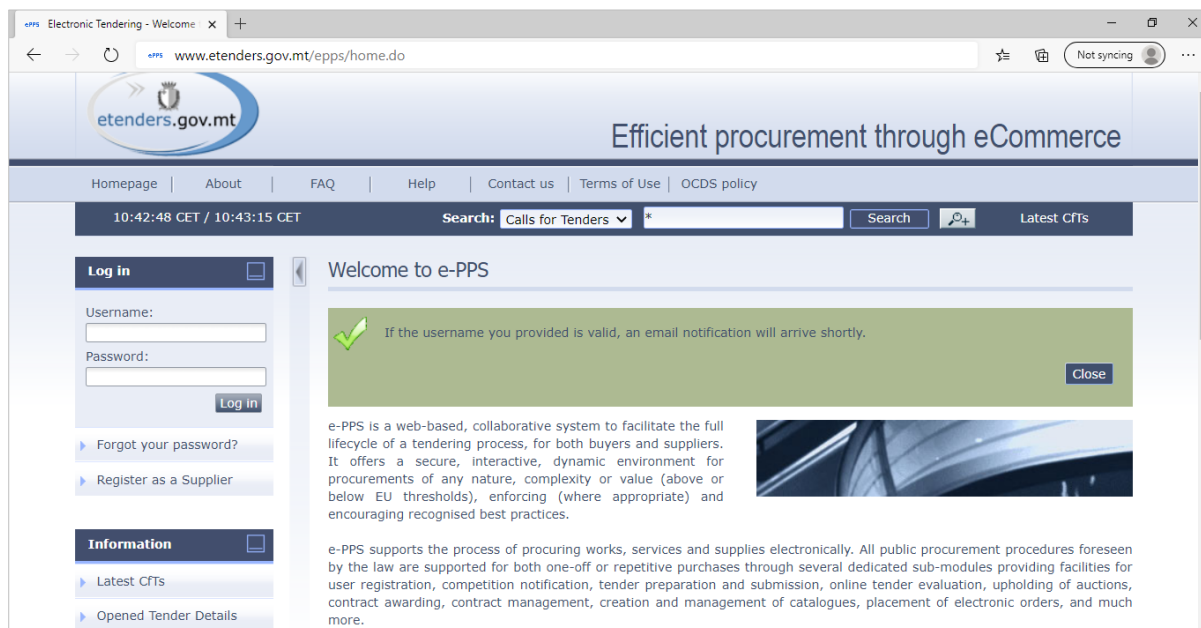 Electronic Tendering - Welcome
www.etenders.gov.mt/epps/home.do
Not syncing
etenders.gov.mt
Efficient procurement through eCommerce
Homepage | About | FAQ | Help | Contact us | Terms of Use | OCDS policy
10:42:48 CET / 10:43:15 CET Search: Calls for Tenders * Search Latest CfTs
Log in
Username:
Password:
Log in
Forgot your password?
Register as a Supplier
Information
Latest CfTs
Opened Tender Details
Welcome to e-PPS
If the username you provided is valid, an email notification will arrive shortly.
Close
e-PPS is a web-based, collaborative system to facilitate the full
lifecycle of a tendering process, for both buyers and suppliers.
It offers a secure, interactive, dynamic environment for
procurements of any nature, complexity or value (above or
below EU thresholds), enforcing (where appropriate) and
encouraging recognised best practices.
e-PPS supports the process of procuring works, services and supplies electronically. All public procurement procedures foreseen
by the law are supported for both one-off or repetitive purchases through several dedicated sub-modules providing facilities for
user registration, competition notification, tender preparation and submission, online tender evaluation, upholding of auctions,
contract awarding, contract management, creation and management of catalogues, placement of electronic orders, and much
more.